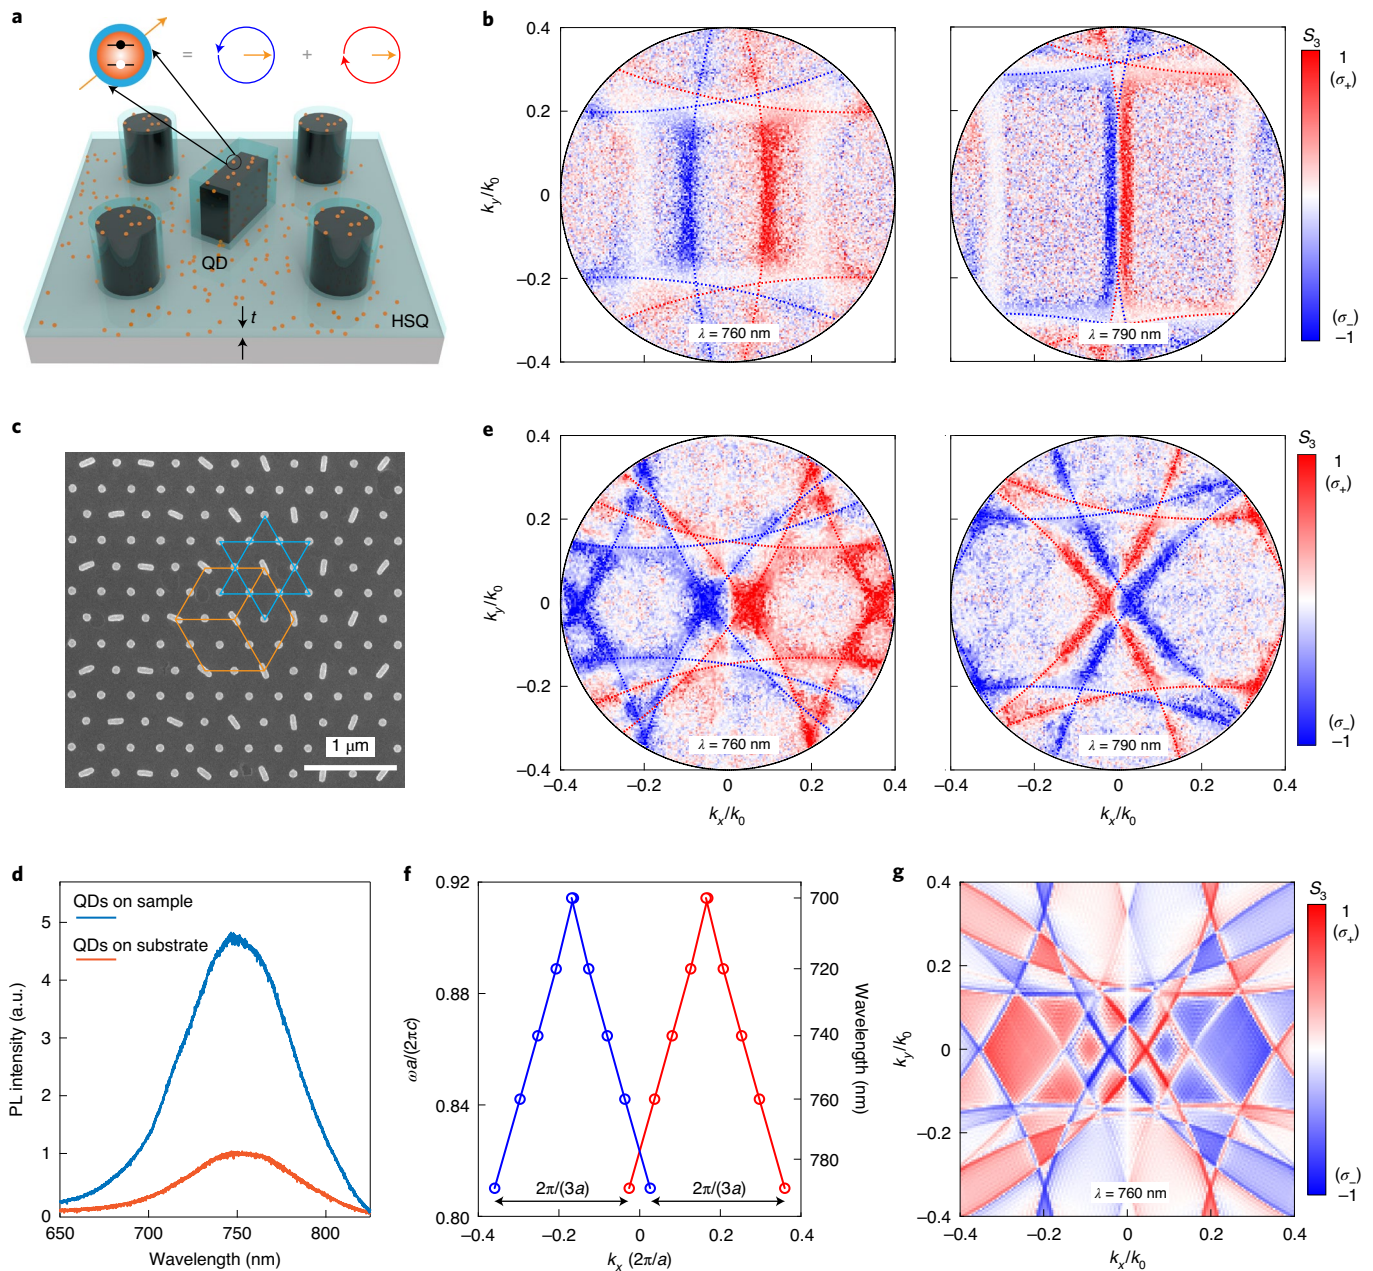 a
=
+
QD
t
HSQ
b
0.4
0.2
0
−0.2
−0.4
ky/k0
λ = 760 nm
λ = 790 nm
S3
1
(σ+)
(σ−)
−1
c
1 μm
e
0.4
0.2
0
−0.2
−0.4
ky/k0
λ = 760 nm
λ = 790 nm
−0.4 −0.2 0 0.2 0.4
−0.4 −0.2 0 0.2 0.4
kx/k0
kx/k0
S3
1
(σ+)
(σ−)
−1
d
QDs on sample
QDs on substrate
5
4
3
2
1
0
PL intensity (a.u.)
650 700 750 800
Wavelength (nm)
f
0.92
0.88
0.84
0.80
ωa/(2πc)
700
720
740
760
780
Wavelength (nm)
2π/(3a)
2π/(3a)
−0.4 −0.2 0 0.2 0.4
kx (2π/a)
g
0.4
0.2
0
−0.2
−0.4
ky/k0
λ = 760 nm
−0.4 −0.2 0 0.2 0.4
kx/k0
S3
1
(σ+)
(σ−)
−1